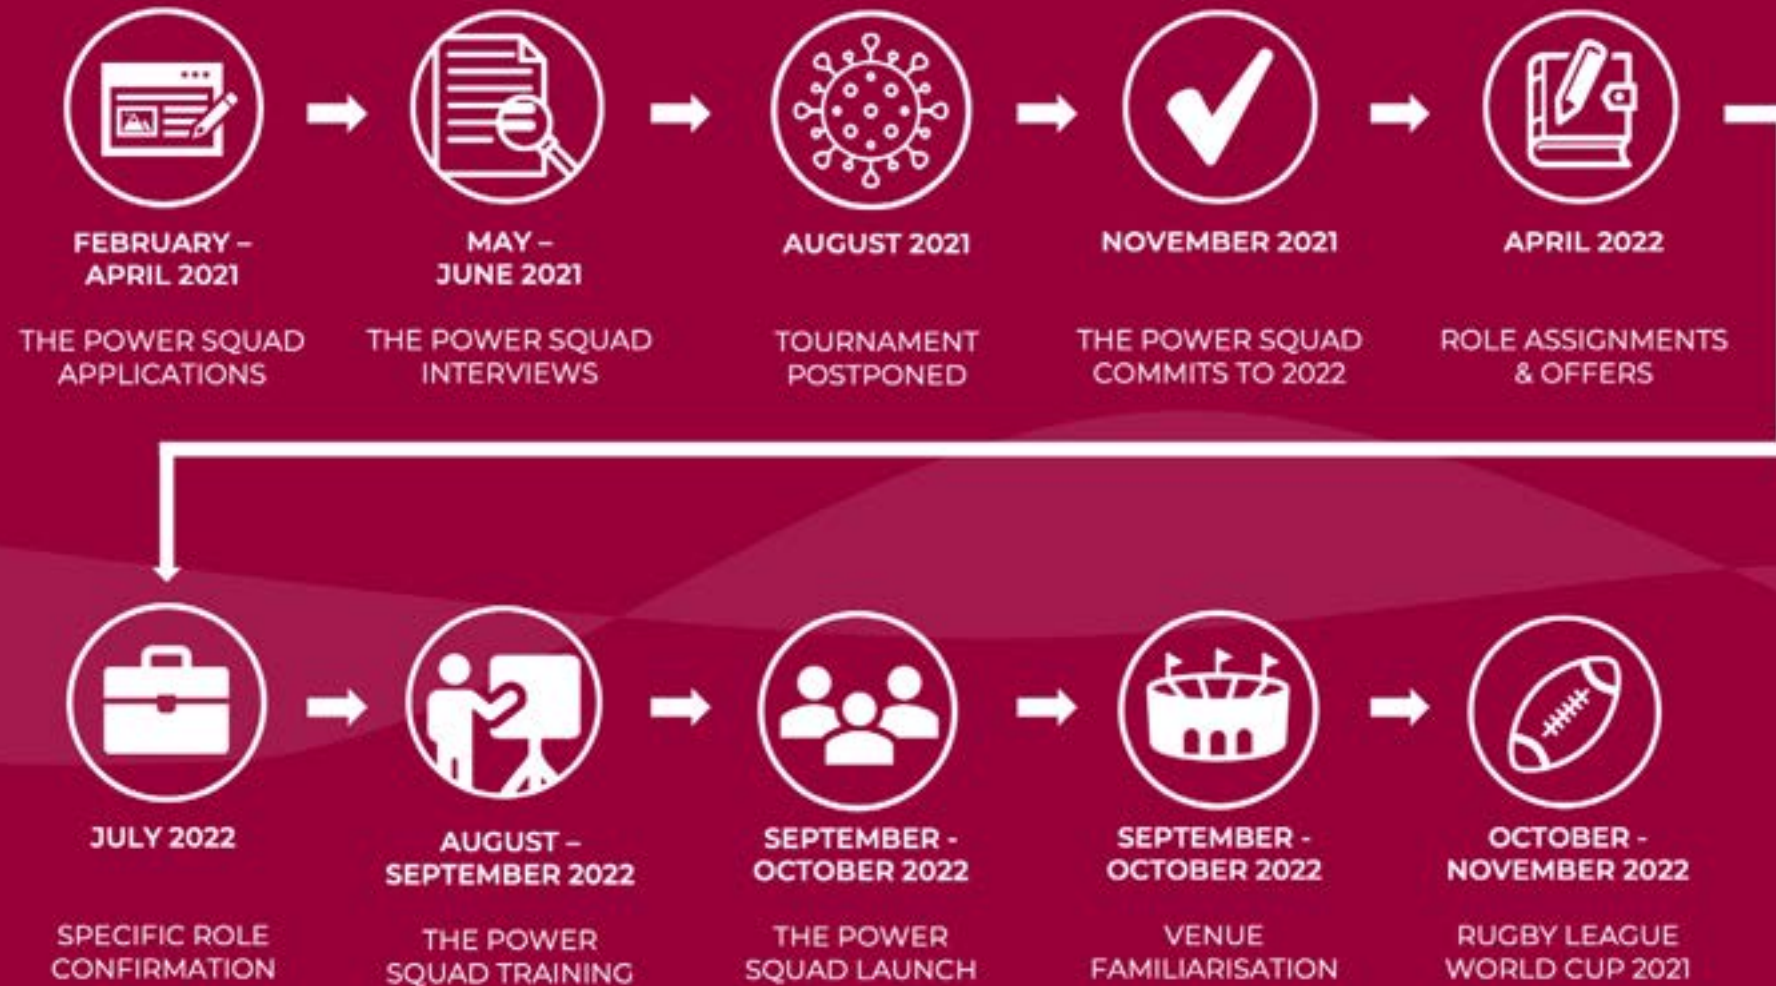 FEBRUARY –
APRIL 2021
THE POWER SQUAD
APPLICATIONS
MAY –
JUNE 2021
THE POWER SQUAD
INTERVIEWS
AUGUST 2021
TOURNAMENT
POSTPONED
NOVEMBER 2021
THE POWER SQUAD
COMMITS TO 2022
APRIL 2022
ROLE ASSIGNMENTS
& OFFERS
JULY 2022
SPECIFIC ROLE
CONFIRMATION
AUGUST –
SEPTEMBER 2022
THE POWER
SQUAD TRAINING
SEPTEMBER -
OCTOBER 2022
THE POWER
SQUAD LAUNCH
SEPTEMBER -
OCTOBER 2022
VENUE
FAMILIARISATION
OCTOBER -
NOVEMBER 2022
RUGBY LEAGUE
WORLD CUP 2021